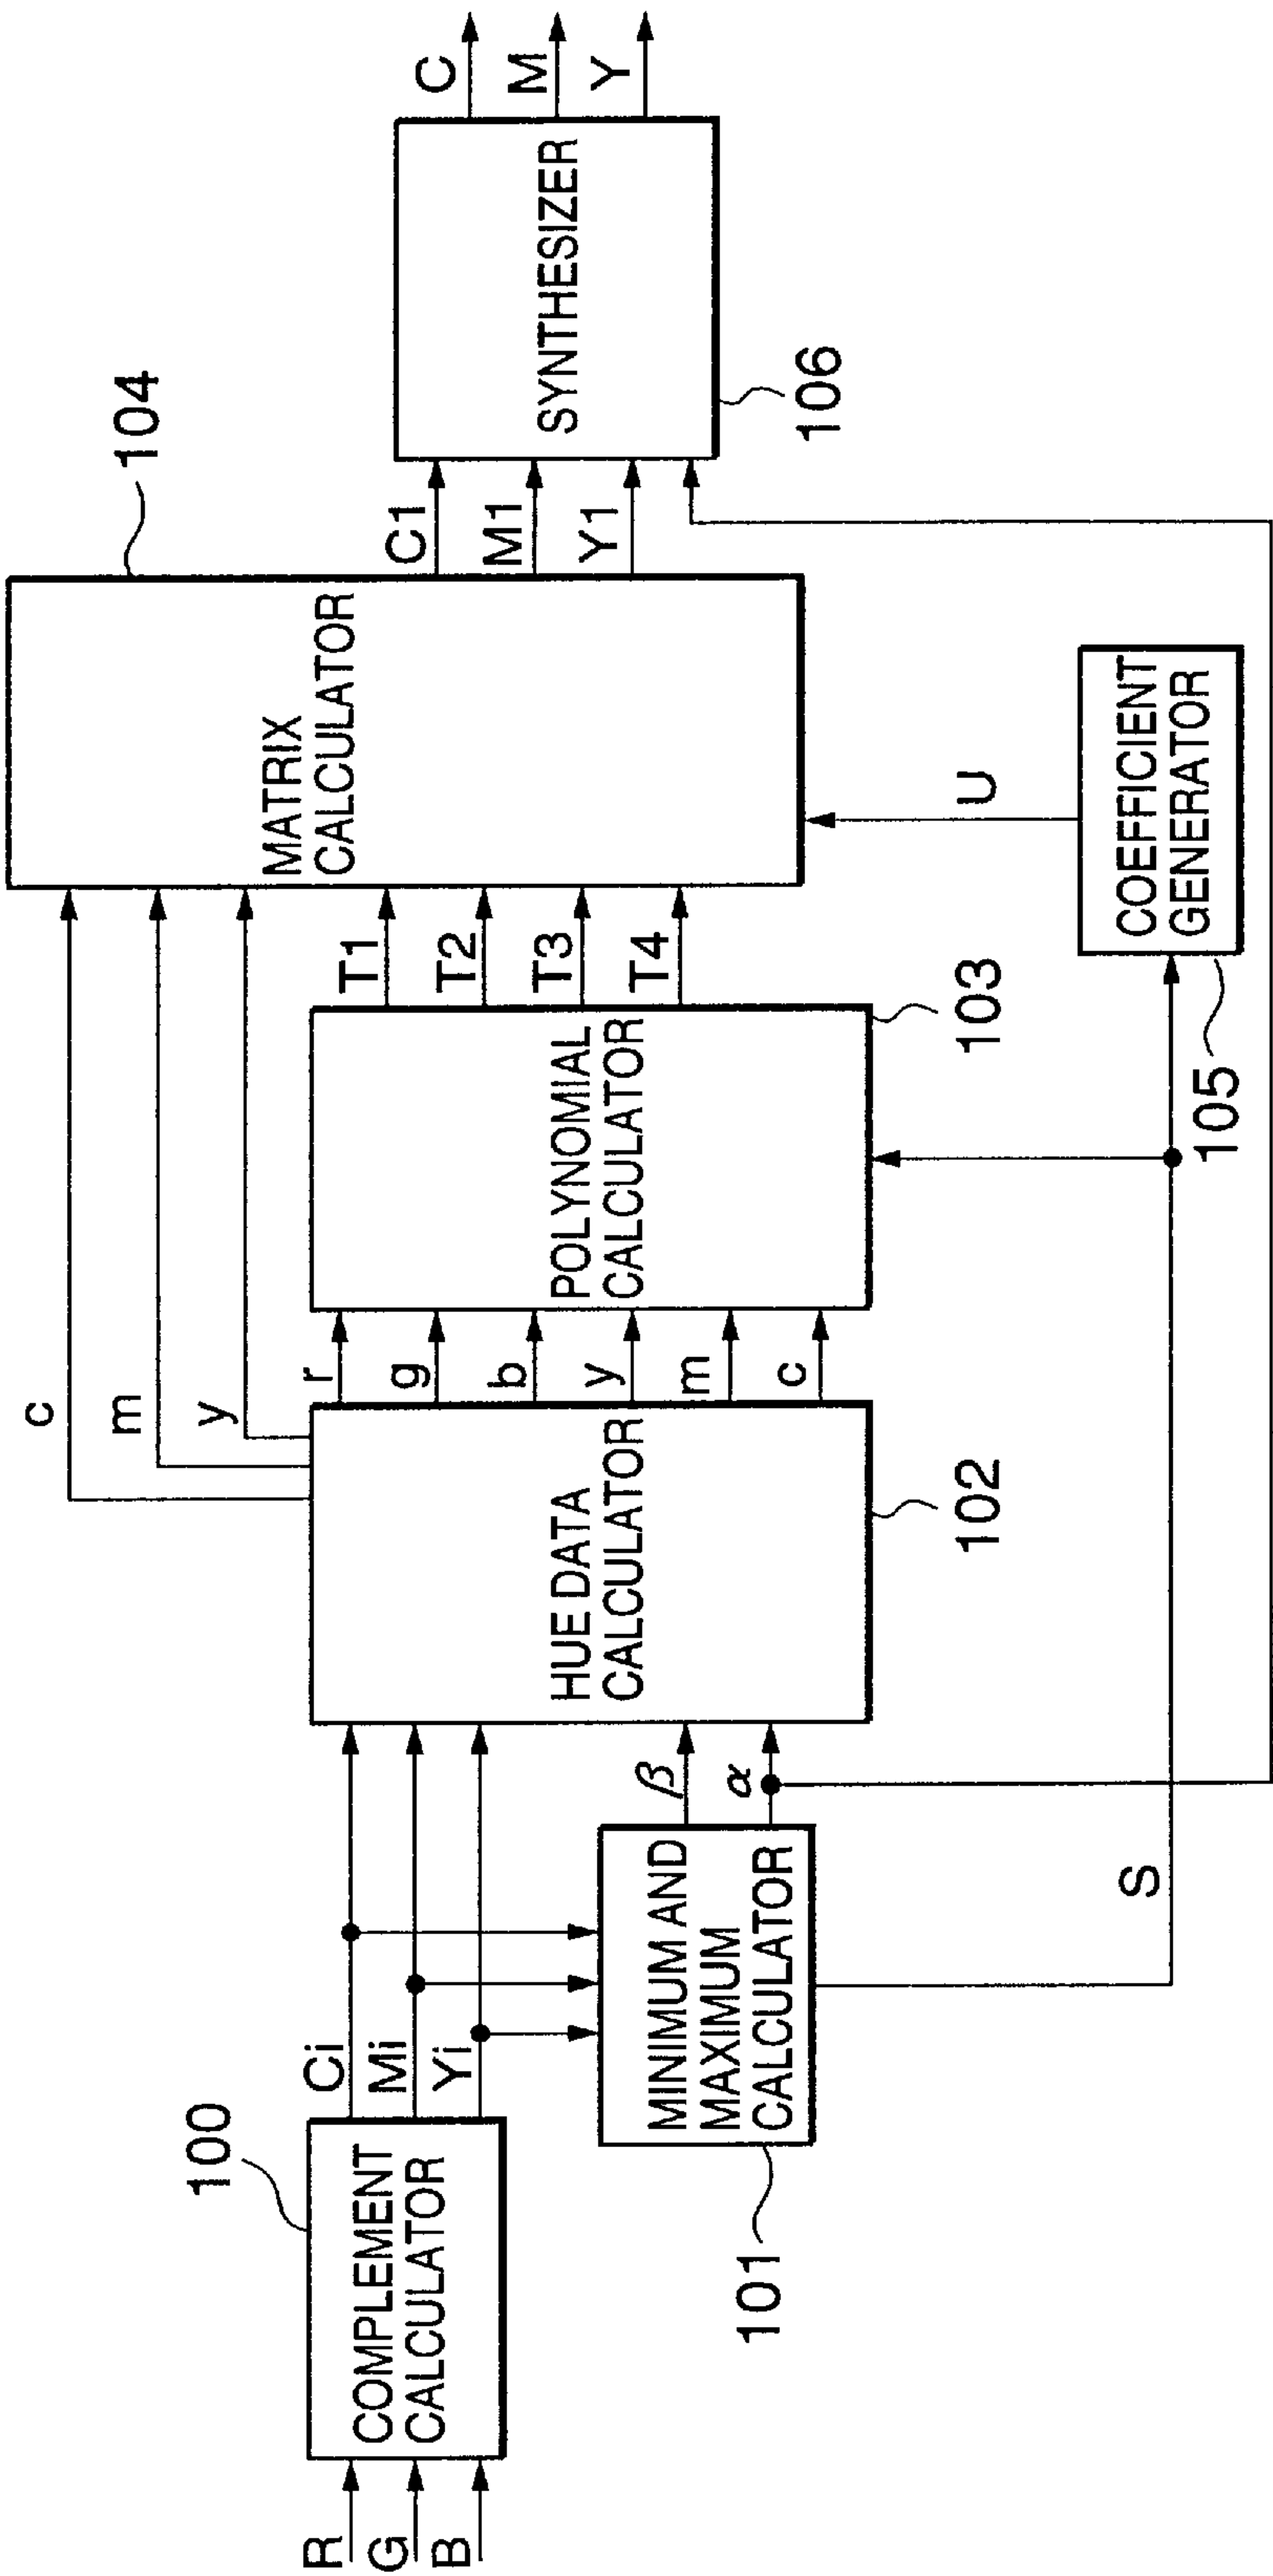 R
G
B
100
COMPLEMENT
CALCULATOR
Ci
Mi
Yi
101
MINIMUM AND
MAXIMUM
CALCULATOR
β
α
S
c
m
y
HUE DATA
CALCULATOR
102
r
g
b
y
m
c
POLYNOMIAL
CALCULATOR
103
T1
T2
T3
T4
105
COEFFICIENT
GENERATOR
U
MATRIX
CALCULATOR
104
C1
M1
Y1
SYNTHESIZER
106
C
M
Y